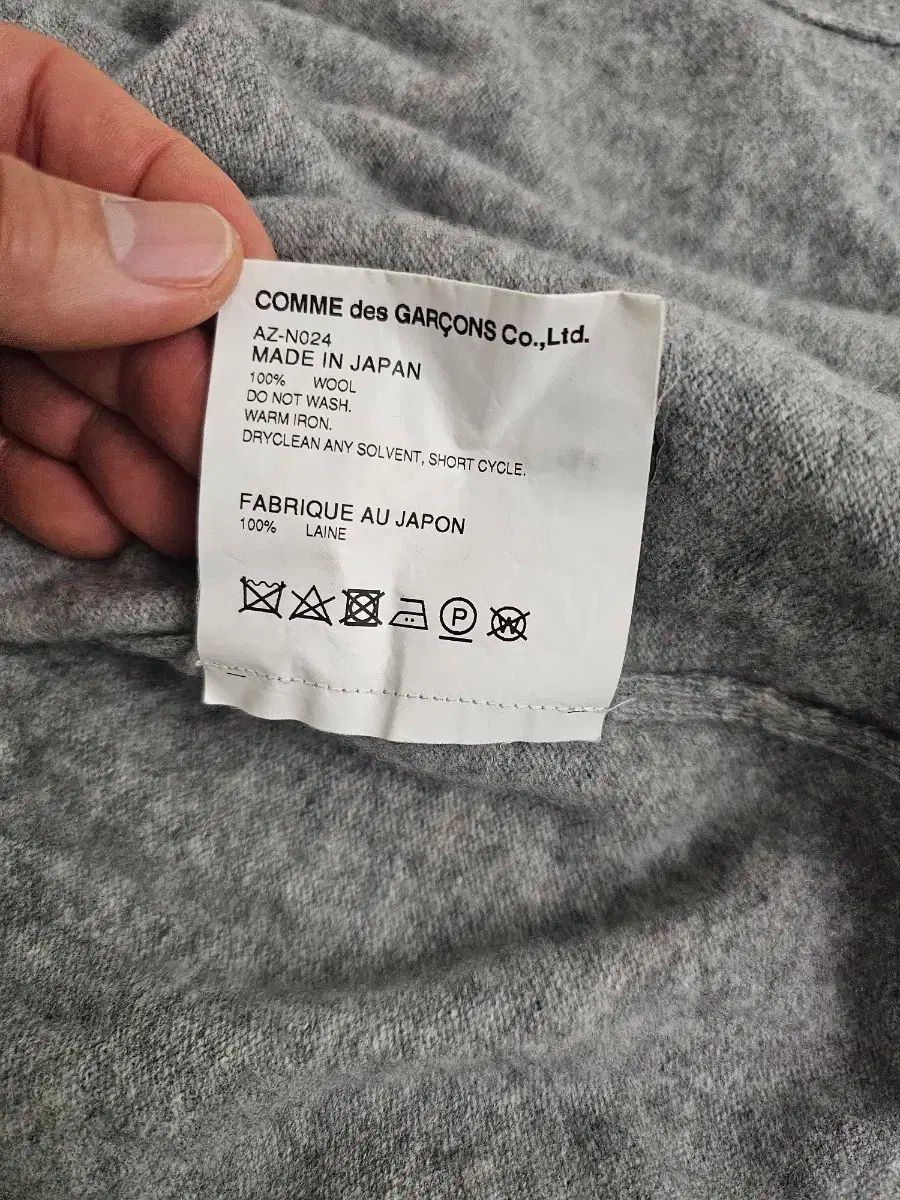 COMME des GARÇONS Co.,Ltd.
AZ-N024
MADE IN JAPAN
100% WOOL
DO NOT WASH.
WARM IRON.
DRYCLEAN ANY SOLVENT, SHORT CYCLE.
FABRIQUE AU JAPON
100% LAINE
P W